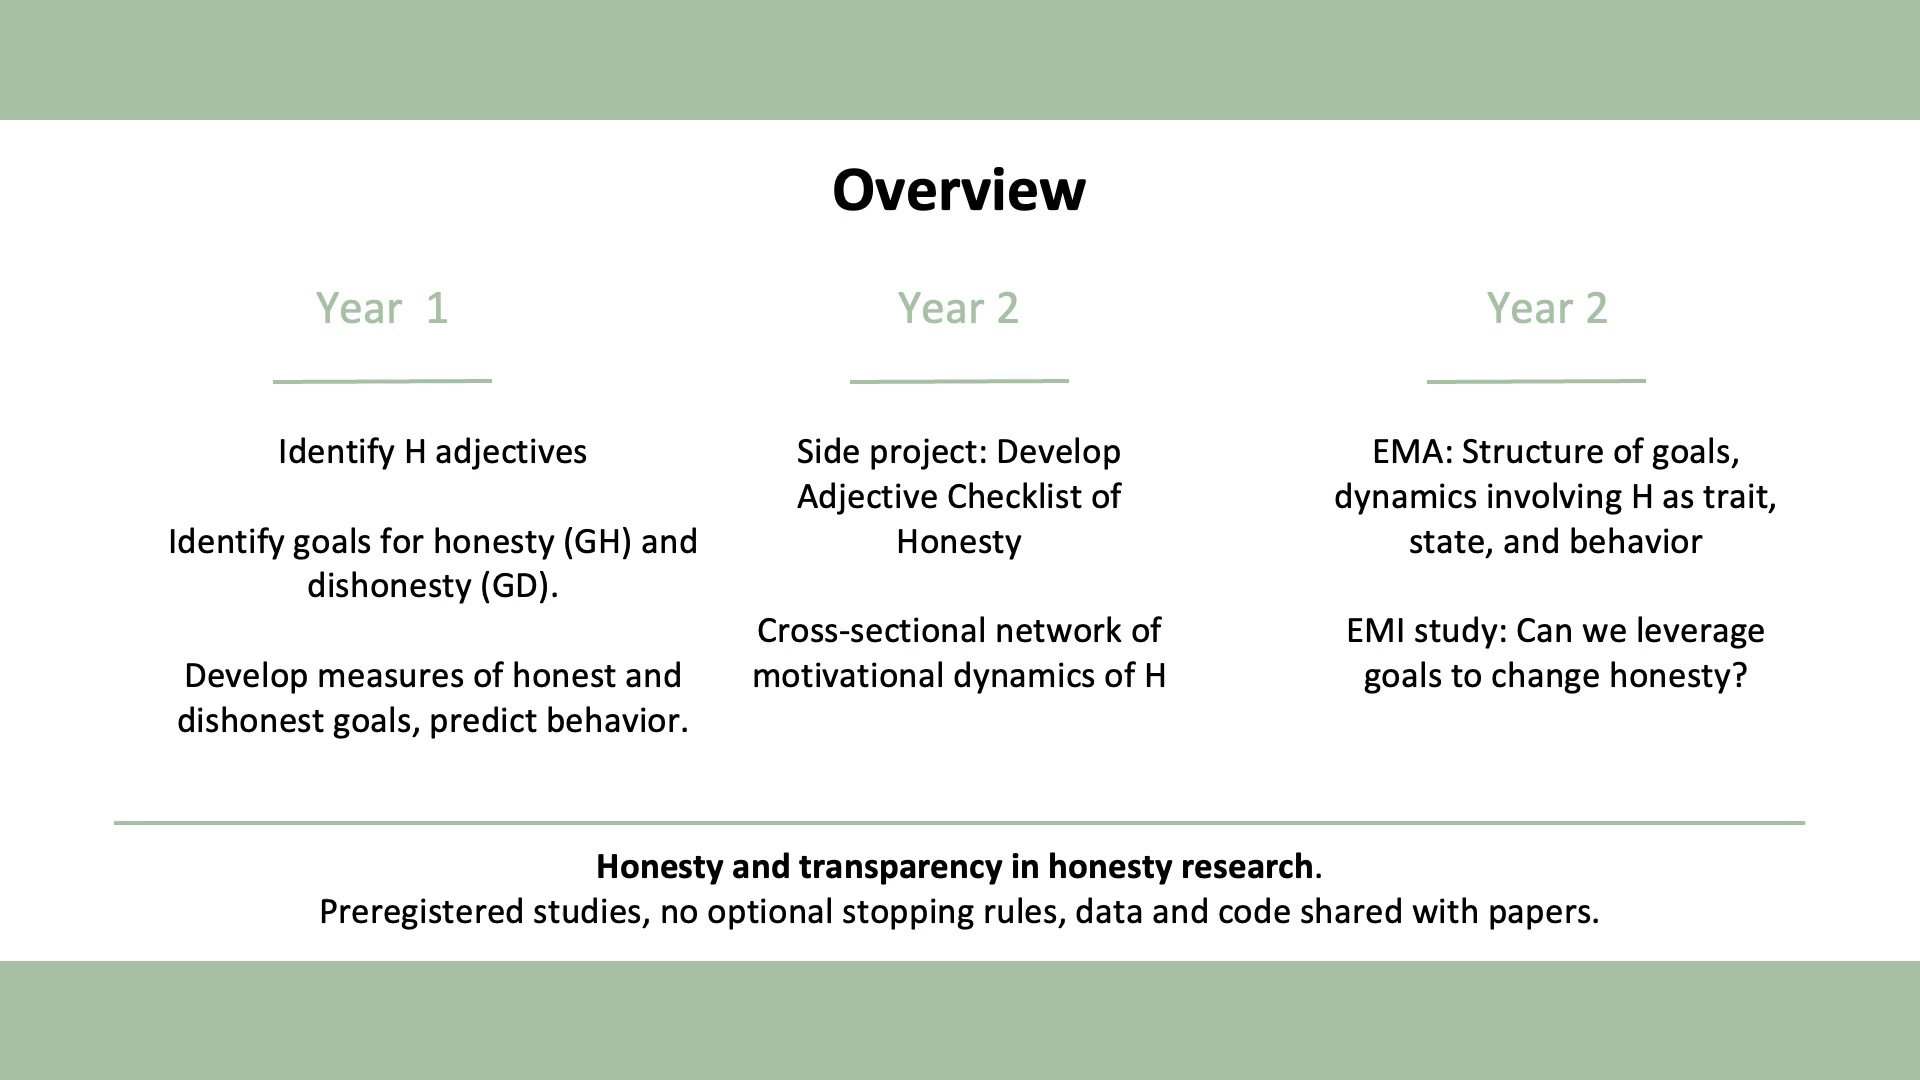 Overview
Year  1
Identify H adjectives
Identify goals for honesty (GH) and
dishonesty (GD).
Develop measures of honest and
dishonest goals, predict behavior.
Year 2
Side project: Develop
Adjective Checklist of
Honesty
Cross-sectional network of
motivational dynamics of H
Year 2
EMA: Structure of goals,
dynamics involving H as trait,
state, and behavior
EMI study: Can we leverage
goals to change honesty?
Honesty and transparency in honesty research.
Preregistered studies, no optional stopping rules, data and code shared with papers.